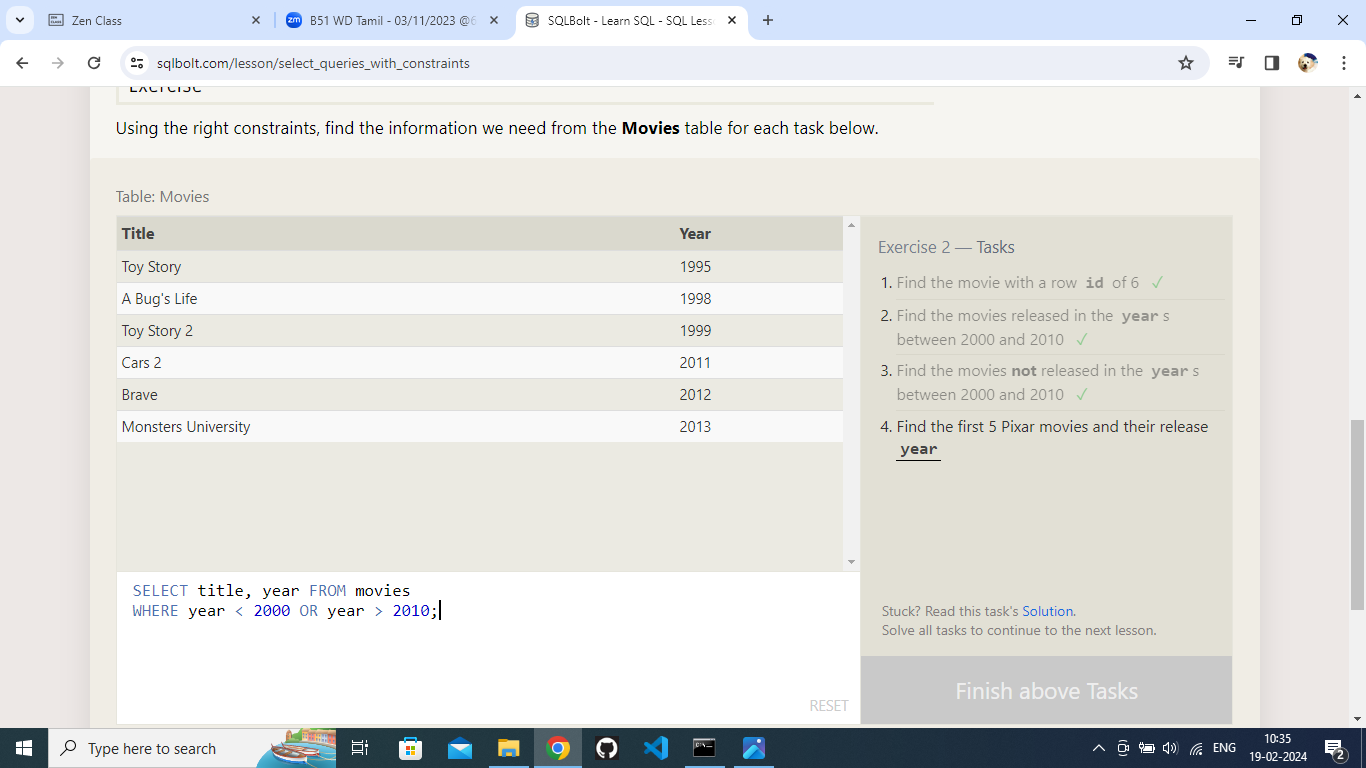 Zen Class
B51 WD Tamil - 03/11/2023 @6
SQLBolt - Learn SQL - SQL Less
sqlbolt.com/lesson/select_queries_with_constraints
Exercise
Using the right constraints, find the information we need from the Movies table for each task below.
Table: Movies
Title Year
Toy Story 1995
A Bug's Life 1998
Toy Story 2 1999
Cars 2 2011
Brave 2012
Monsters University 2013
SELECT title, year FROM movies
WHERE year < 2000 OR year > 2010;
RESET
Exercise 2 — Tasks
1. Find the movie with a row id of 6 ✓
2. Find the movies released in the year s
between 2000 and 2010 ✓
3. Find the movies not released in the year s
between 2000 and 2010 ✓
4. Find the first 5 Pixar movies and their release
year
Stuck? Read this task's Solution.
Solve all tasks to continue to the next lesson.
Finish above Tasks
Type here to search
ENG
10:35
19-02-2024
2